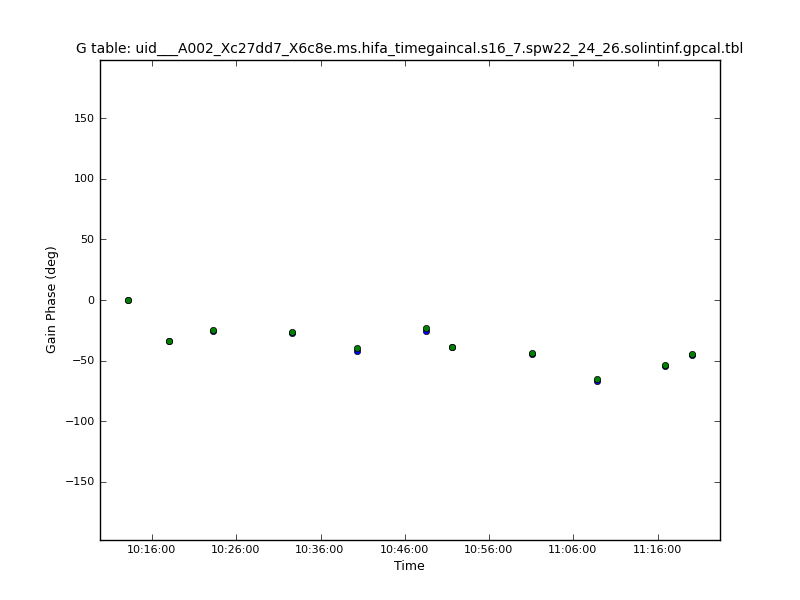 G table: uid___A002_Xc27dd7_X6c8e.ms.hifa_timegaincal.s16_7.spw22_24_26.solintinf.gpcal.tbl
150
100
50
0
−50
−100
−150
Gain Phase (deg)
10:16:00 10:26:00 10:36:00 10:46:00 10:56:00 11:06:00 11:16:00
Time